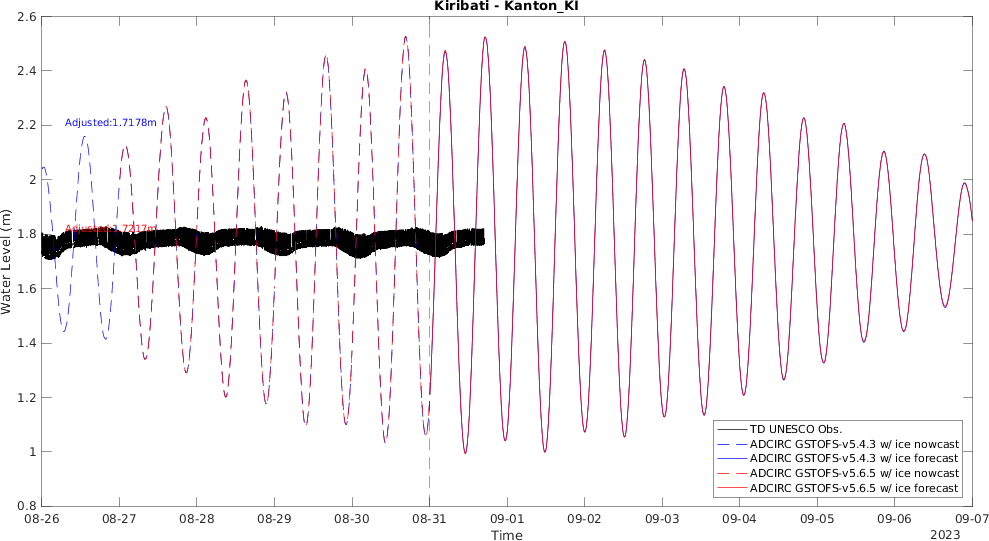 Kiribati - Kanton_KI
2.6
2.4
2.2
2
1.8
1.6
1.4
1.2
1
0.8
Water Level (m)
Adjusted:1.7178m
Adjusted:1.7217m
TD UNESCO Obs.
ADCIRC GSTOFS-v5.4.3 w/ ice nowcast
ADCIRC GSTOFS-v5.4.3 w/ ice forecast
ADCIRC GSTOFS-v5.6.5 w/ ice nowcast
ADCIRC GSTOFS-v5.6.5 w/ ice forecast
08-26 08-27 08-28 08-29 08-30 08-31 09-01 09-02 09-03 09-04 09-05 09-06 09-07
Time
2023